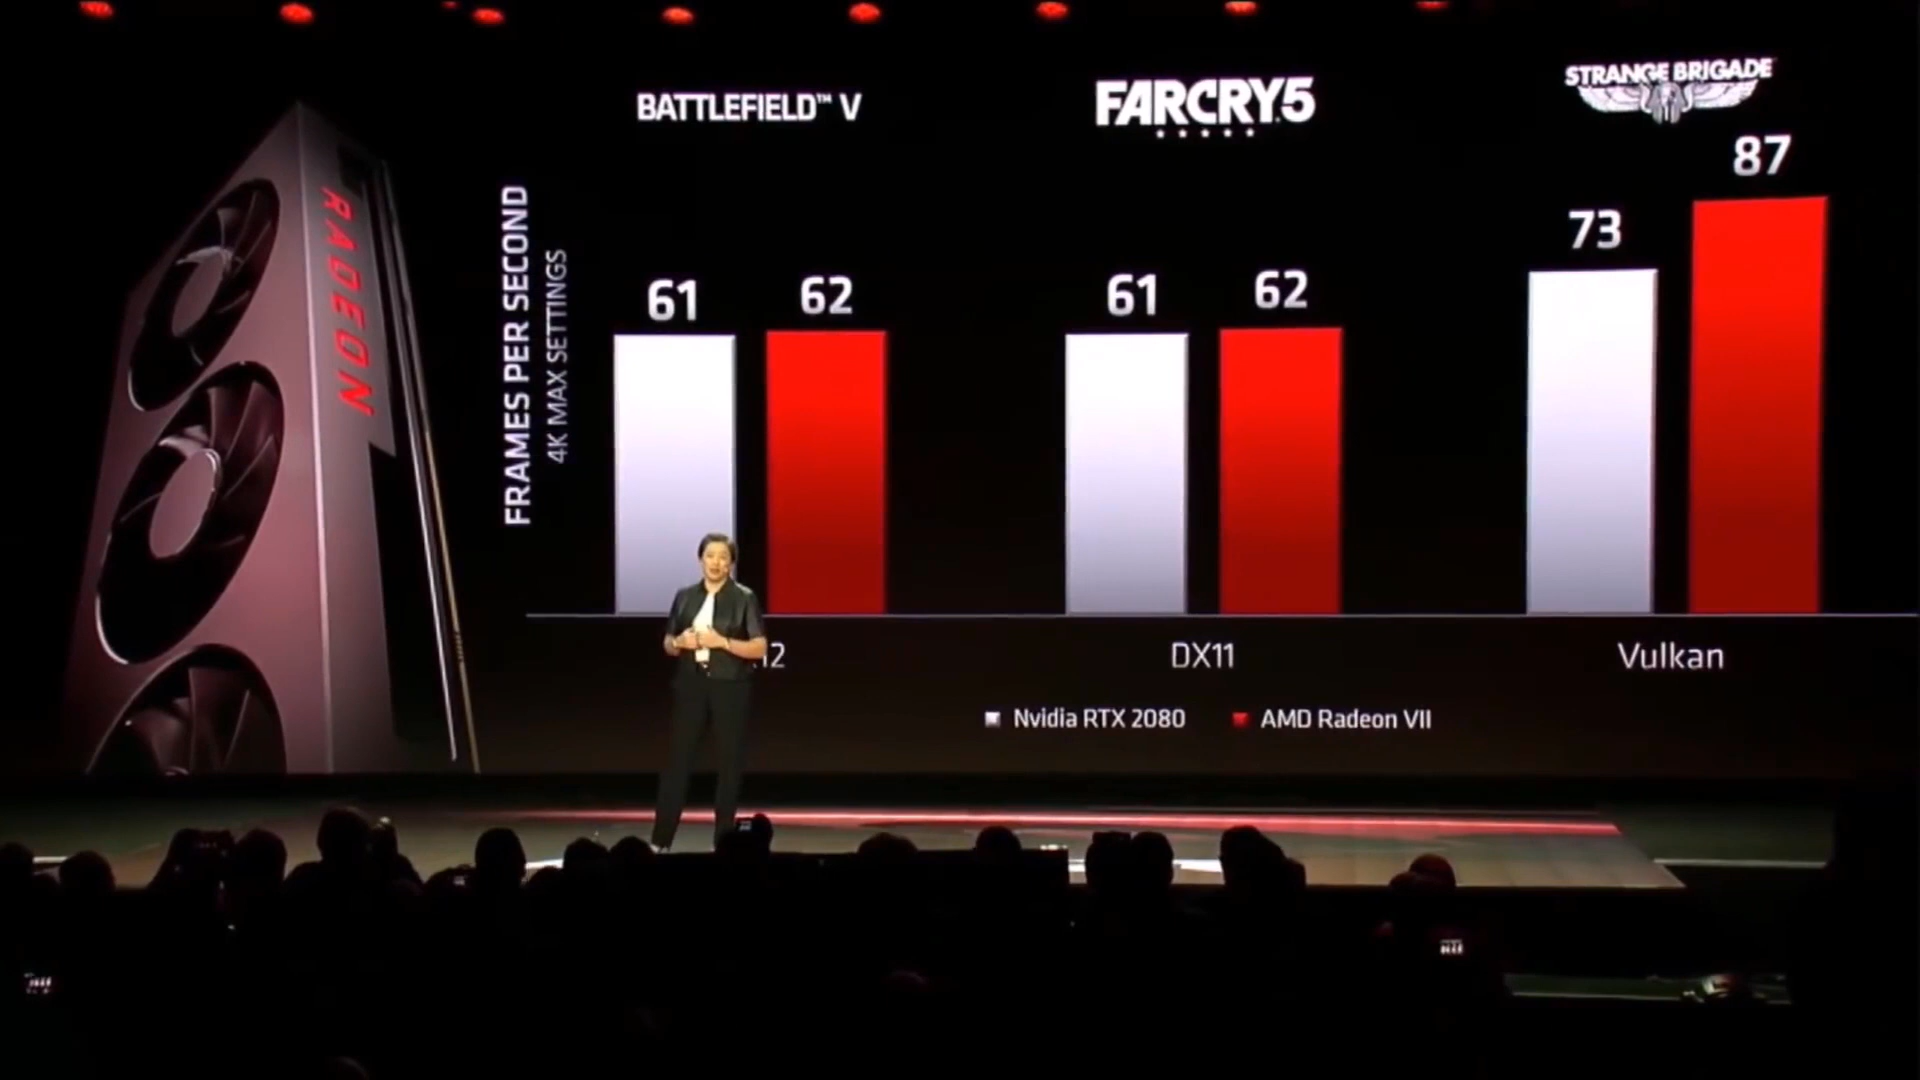 BATTLEFIELD™ V
FARCRY5
STRANGE BRIGADE
RADEON
FRAMES PER SECOND
4K MAX SETTINGS
61
62
61
62
73
87
12
DX11
Vulkan
Nvidia RTX 2080
AMD Radeon VII